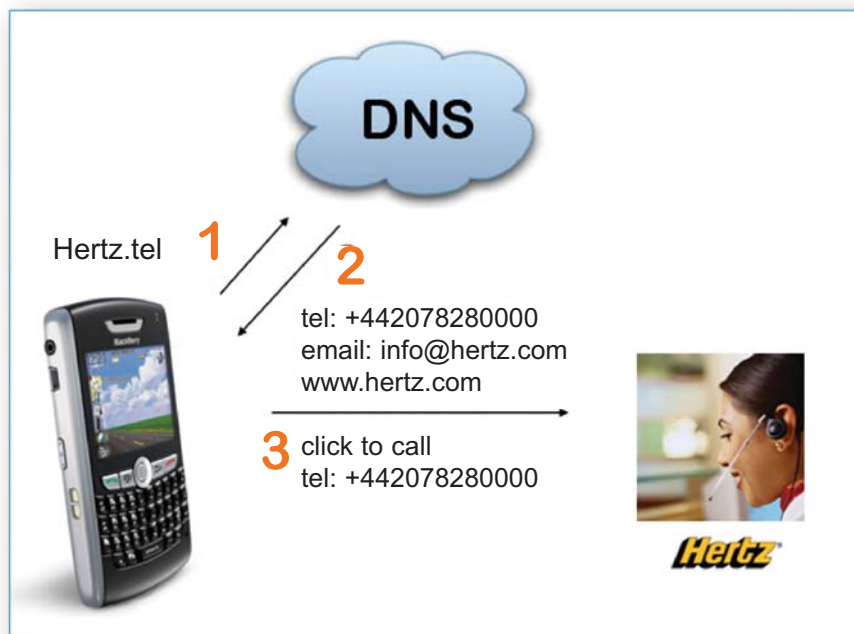 DNS
Hertz.tel
1
2
tel: +442078280000
email: info@hertz.com
www.hertz.com
3 click to call
tel: +442078280000
BlackBerry
Hertz